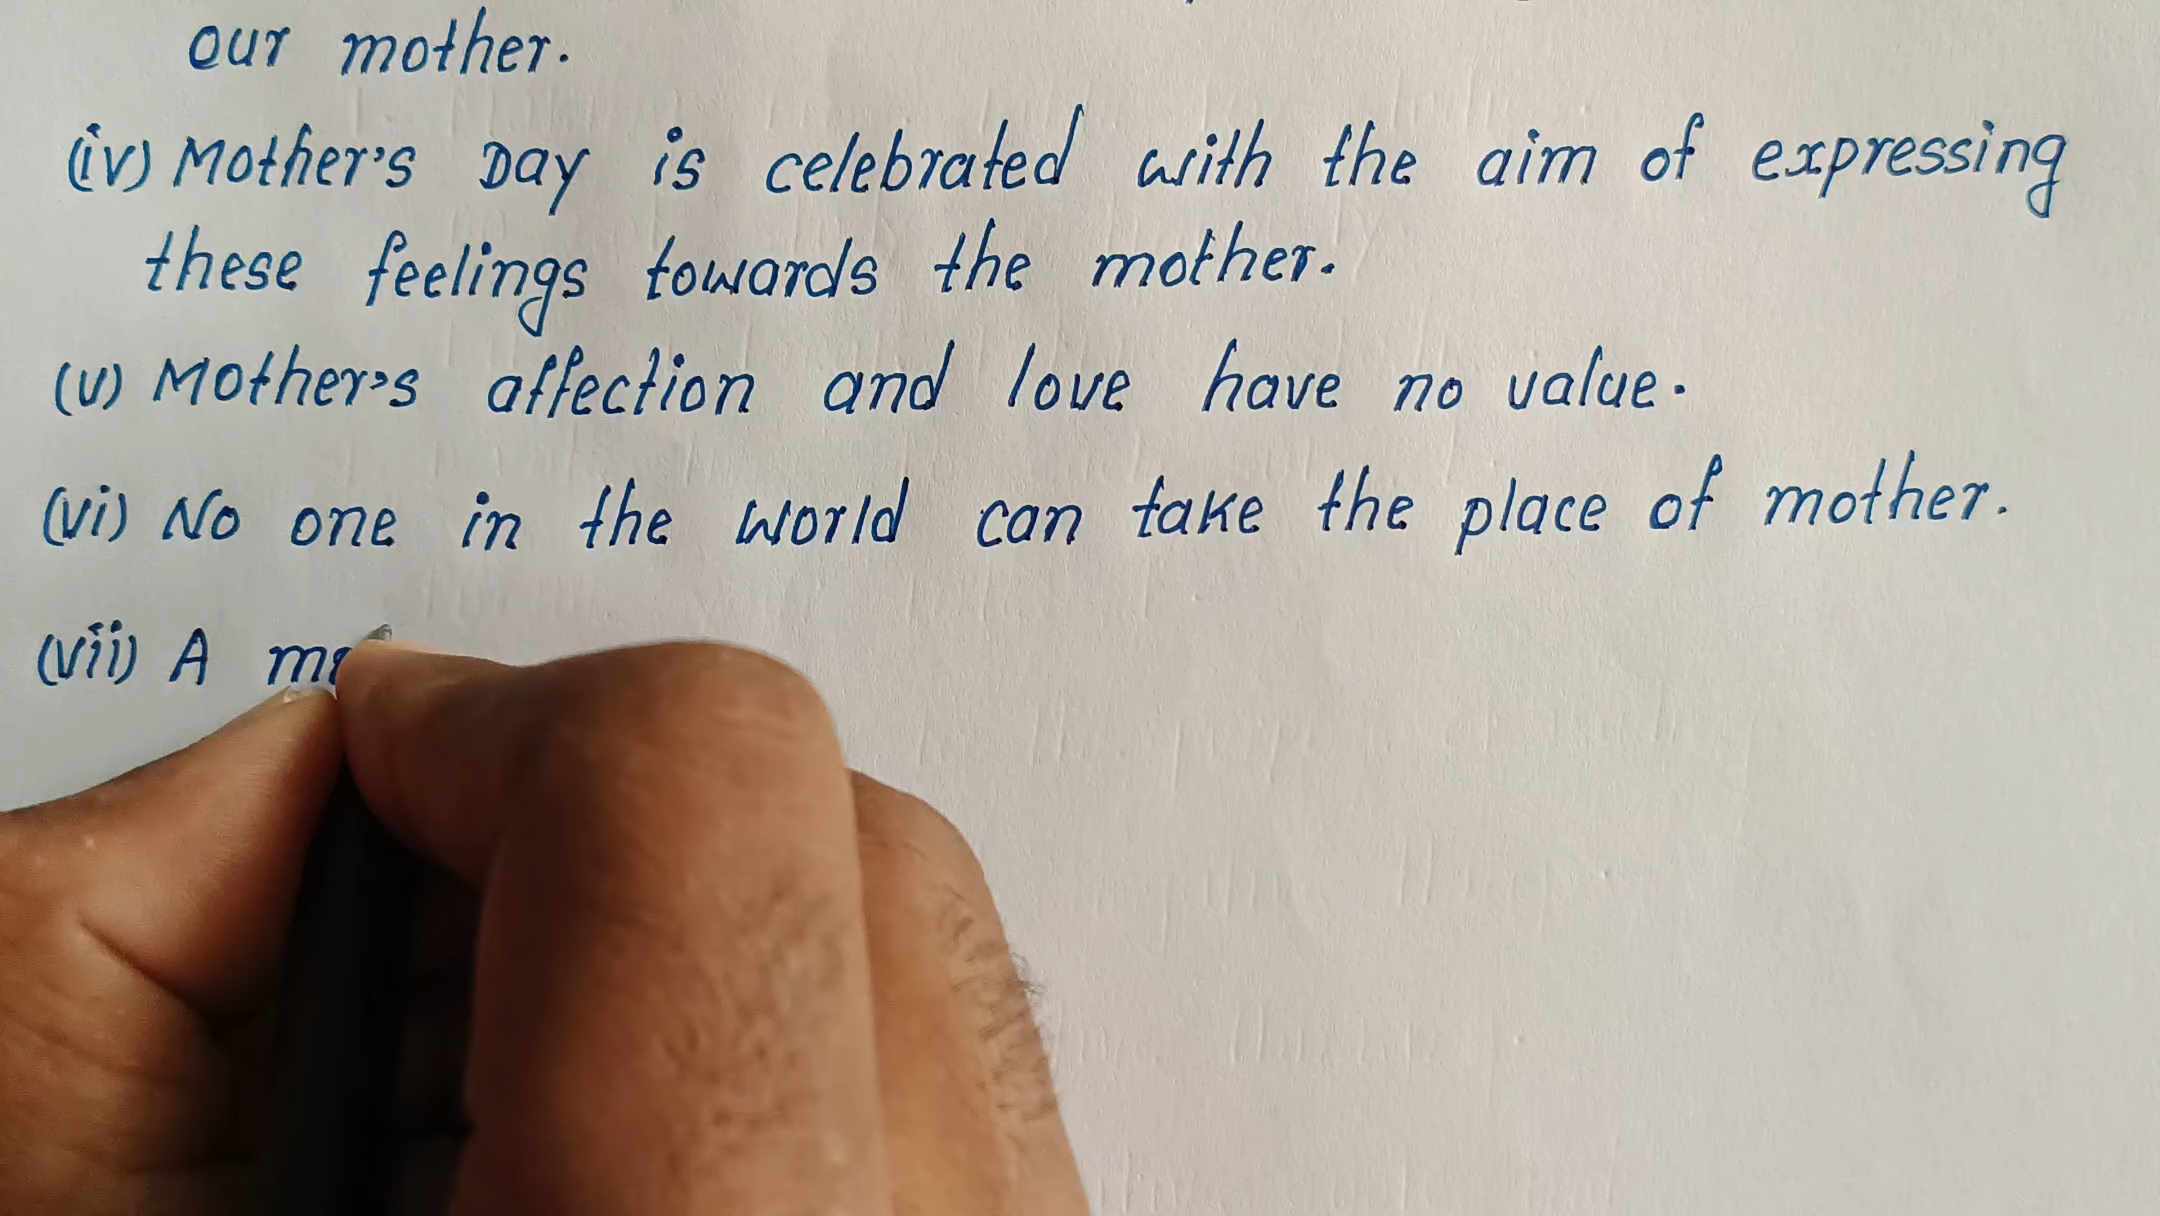 our mother.
(iv) Mother's Day is celebrated with the aim of expressing
these feelings towards the mother.
(v) Mother's affection and love have no value.
(vi) No one in the world can take the place of mother.
(vii) A